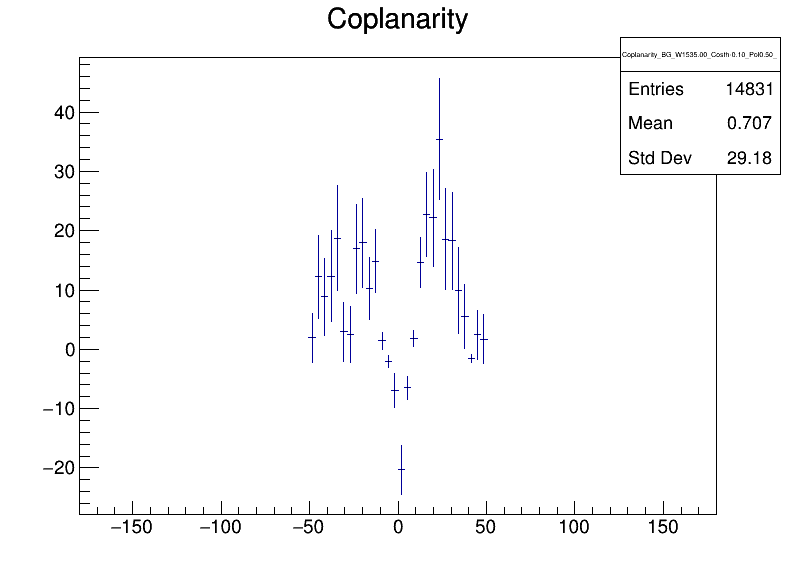 Coplanarity
Coplanarity_BG_W1535.00_Costh-0.10_Pol0.50_
Entries 14831
Mean 0.707
Std Dev 29.18
40
30
20
10
0
−10
−20
−150 −100 −50 0 50 100 150